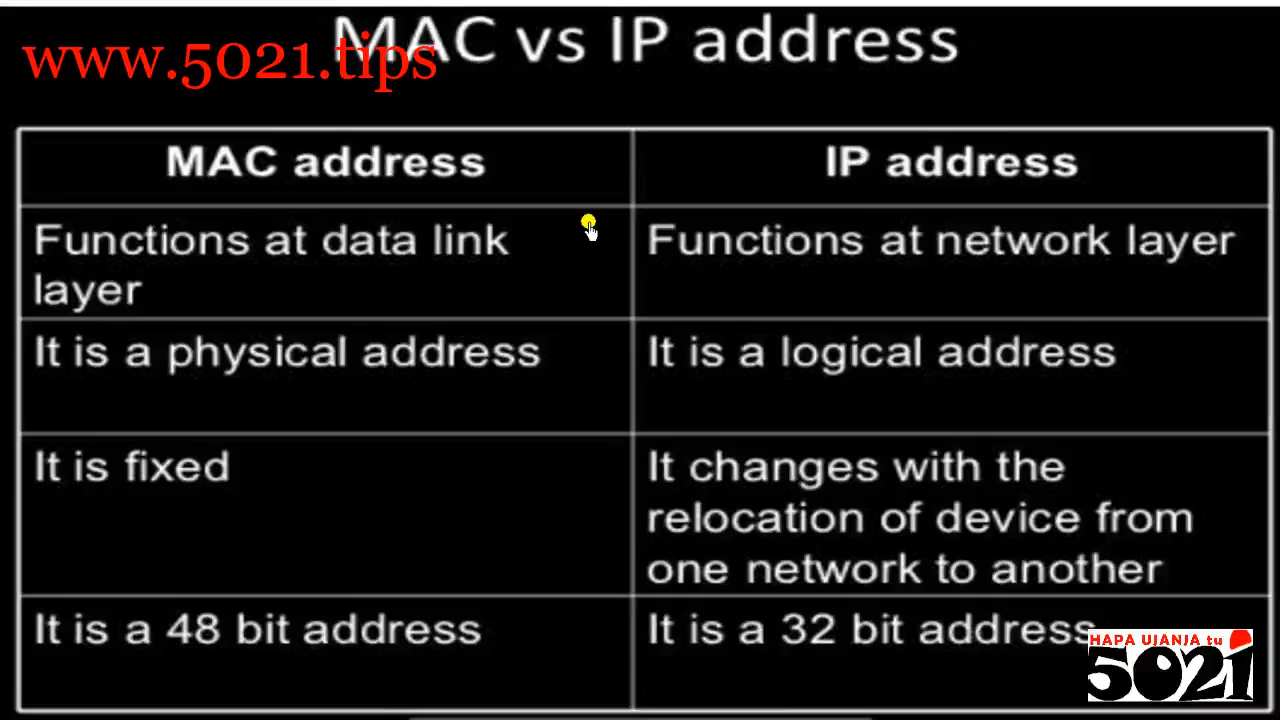 MAC vs IP address
www.5021.tips
MAC address
IP address
Functions at data link
layer
Functions at network layer
It is a physical address
It is a logical address
It is fixed
It changes with the
relocation of device from
one network to another
It is a 48 bit address
It is a 32 bit address
HAPA UJANJA tu
5021